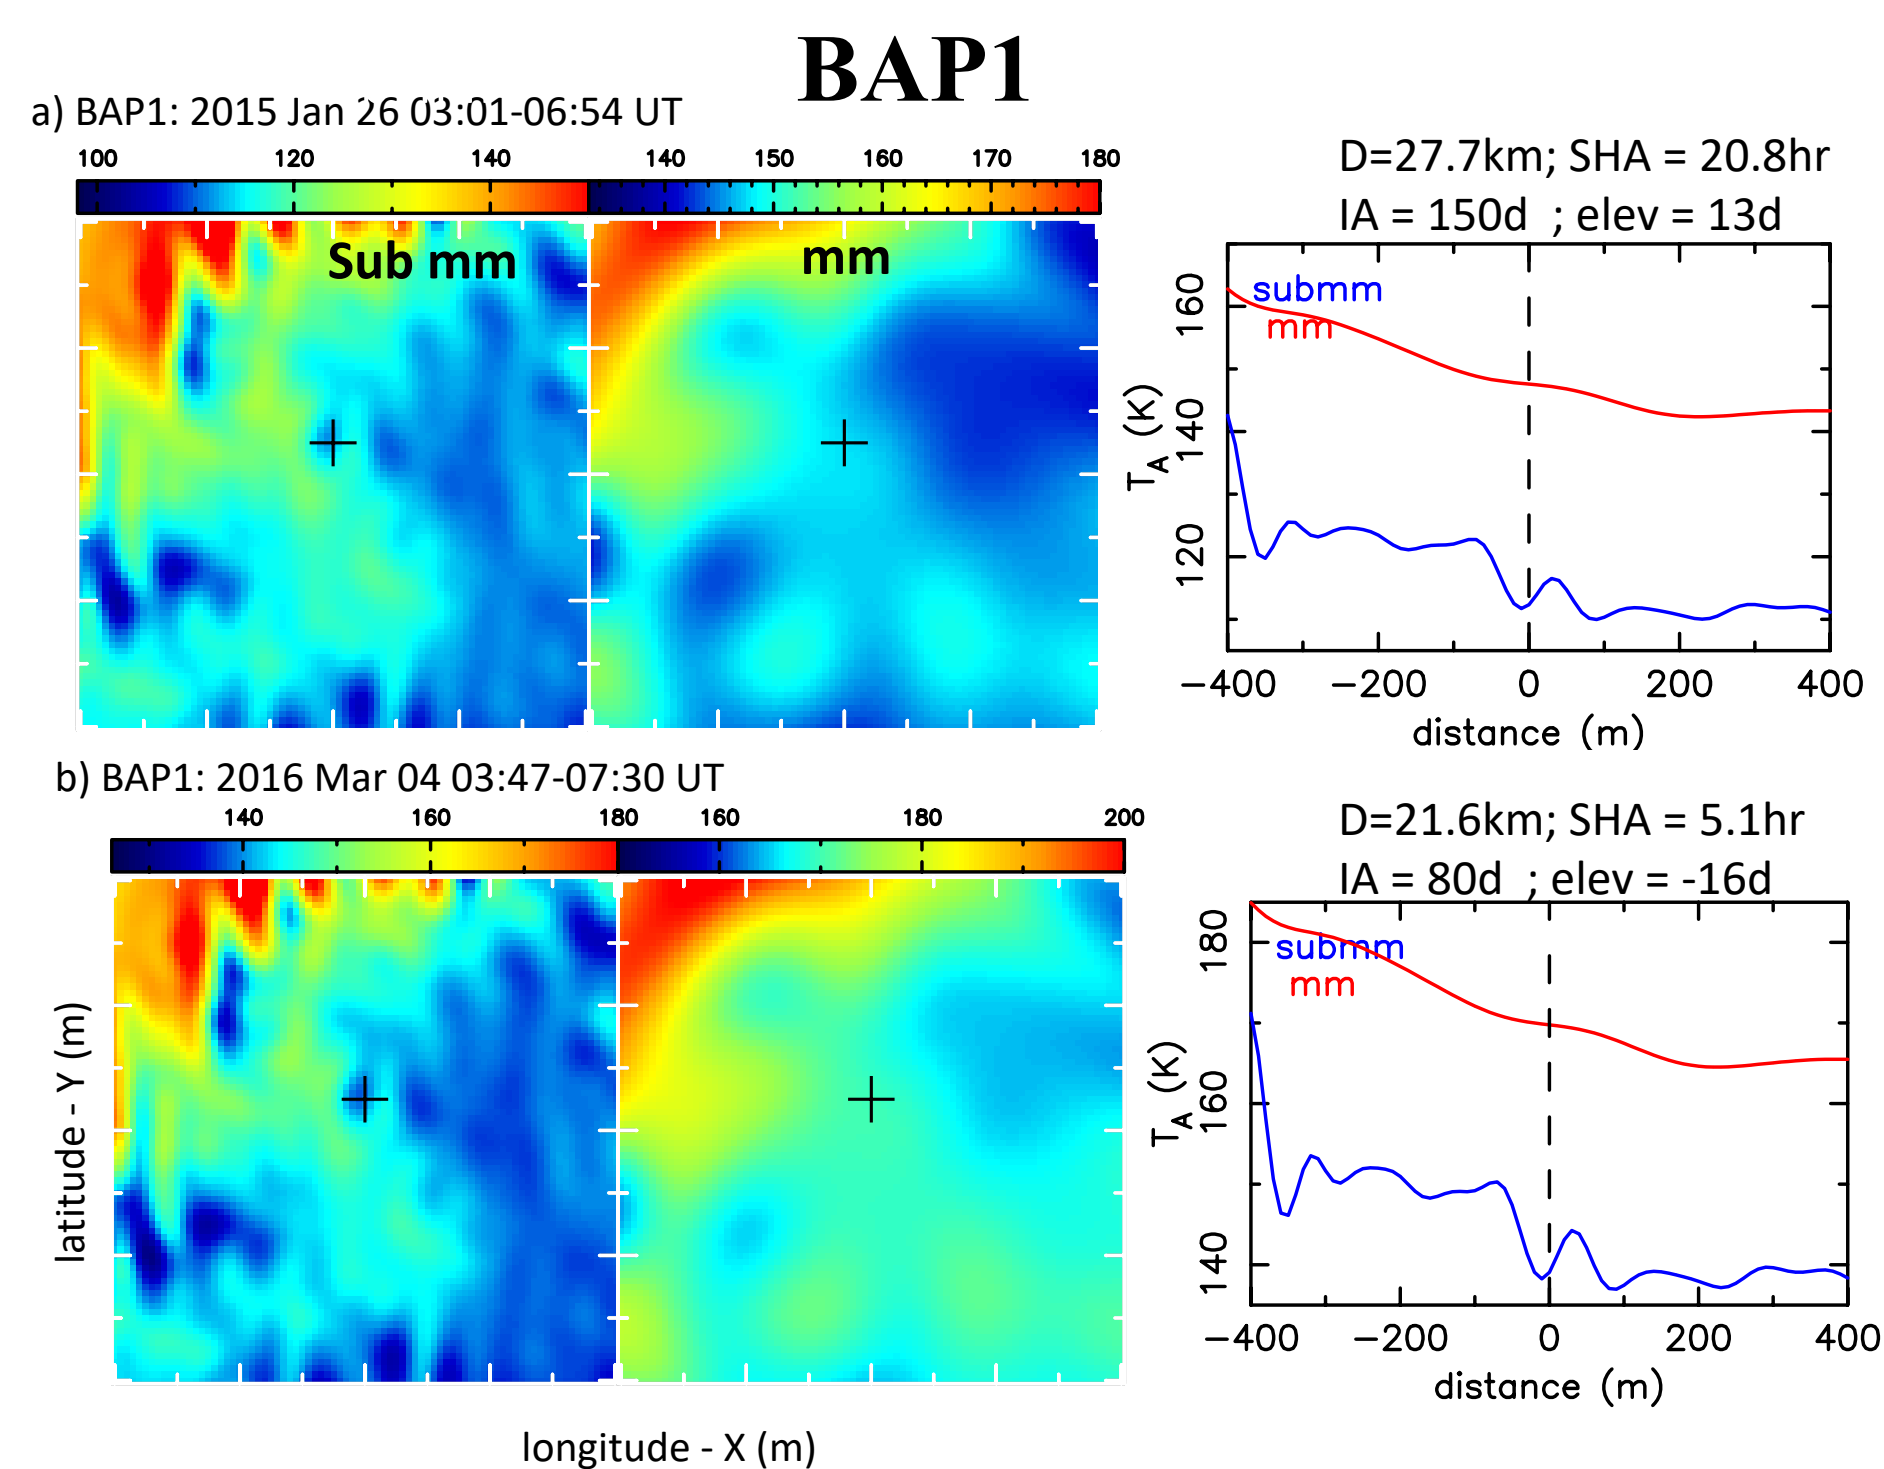 BAP1
a) BAP1: 2015 Jan 26 03:01-06:54 UT
100 120 140 140 150 160 170 180
Sub mm mm
D=27.7km; SHA = 20.8hr
IA = 150d ; elev = 13d
submm
mm
160
140
120
T_A (K)
−400 −200 0 200 400
distance (m)
b) BAP1: 2016 Mar 04 03:47-07:30 UT
140 160 180 160 180 200
latitude - Y (m)
longitude - X (m)
D=21.6km; SHA = 5.1hr
IA = 80d ; elev = -16d
submm
mm
180
160
140
T_A (K)
−400 −200 0 200 400
distance (m)